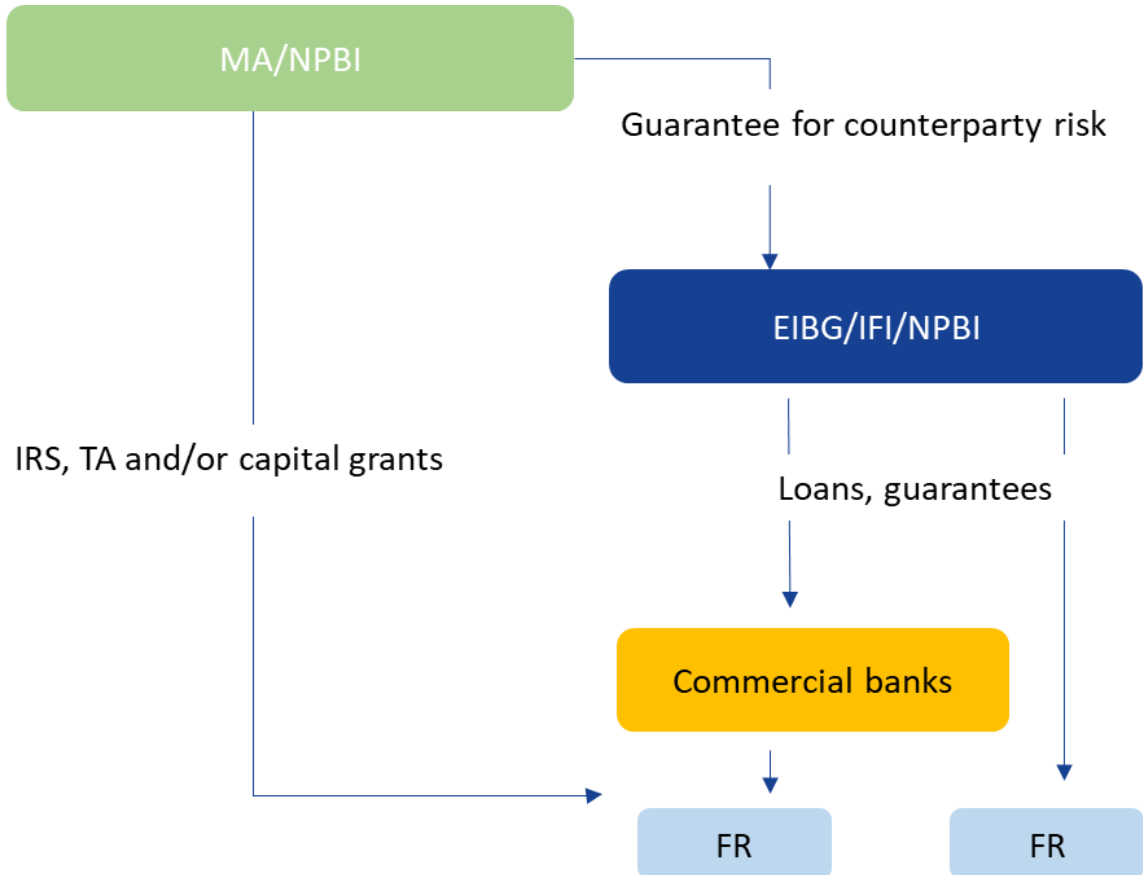 MA/NPBI
Guarantee for counterparty risk
EIBG/IFI/NPBI
IRS, TA and/or capital grants
Loans, guarantees
Commercial banks
FR
FR